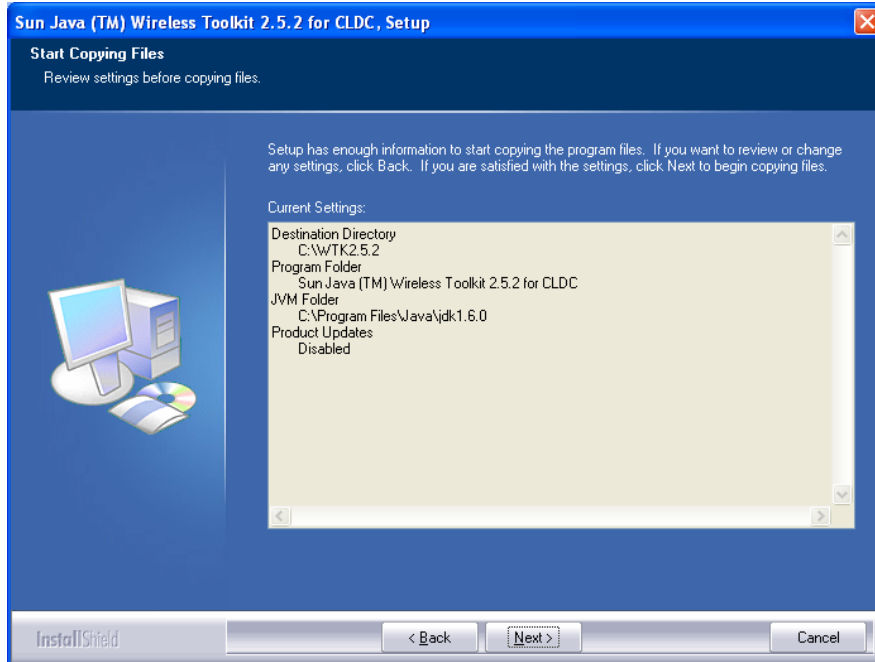 Sun Java (TM) Wireless Toolkit 2.5.2 for CLDC, Setup
Start Copying Files
Review settings before copying files.
Setup has enough information to start copying the program files.  If you want to review or change
any settings, click Back.  If you are satisfied with the settings, click Next to begin copying files.
Current Settings:
Destination Directory
C:\WTK2.5.2
Program Folder
Sun Java (TM) Wireless Toolkit 2.5.2 for CLDC
JVM Folder
C:\Program Files\Java\jdk1.6.0
Product Updates
Disabled
InstallShield
< Back
Next >
Cancel